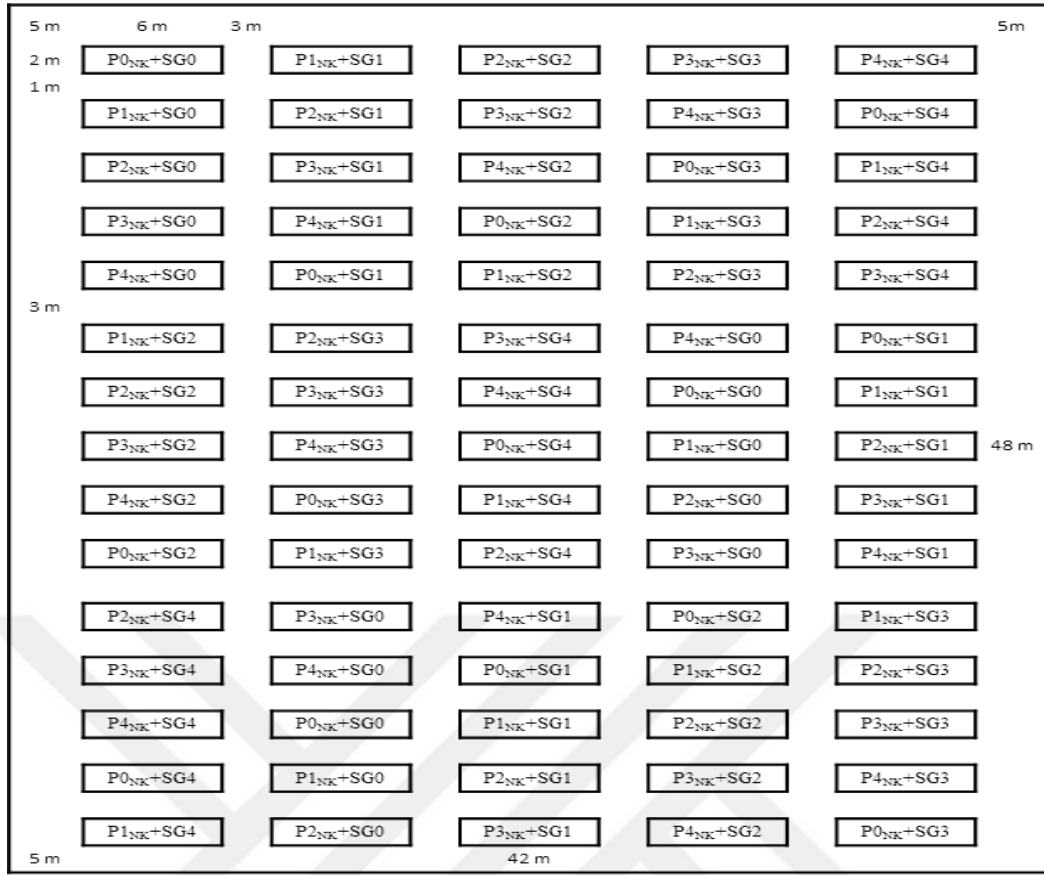 5 m 6 m 3 m 5m
2 m P0NK+SG0 P1NK+SG1 P2NK+SG2 P3NK+SG3 P4NK+SG4
1 m
P1NK+SG0 P2NK+SG1 P3NK+SG2 P4NK+SG3 P0NK+SG4
P2NK+SG0 P3NK+SG1 P4NK+SG2 P0NK+SG3 P1NK+SG4
P3NK+SG0 P4NK+SG1 P0NK+SG2 P1NK+SG3 P2NK+SG4
P4NK+SG0 P0NK+SG1 P1NK+SG2 P2NK+SG3 P3NK+SG4
3 m
P1NK+SG2 P2NK+SG3 P3NK+SG4 P4NK+SG0 P0NK+SG1
P2NK+SG2 P3NK+SG3 P4NK+SG4 P0NK+SG0 P1NK+SG1
P3NK+SG2 P4NK+SG3 P0NK+SG4 P1NK+SG0 P2NK+SG1 48 m
P4NK+SG2 P0NK+SG3 P1NK+SG4 P2NK+SG0 P3NK+SG1
P0NK+SG2 P1NK+SG3 P2NK+SG4 P3NK+SG0 P4NK+SG1
P2NK+SG4 P3NK+SG0 P4NK+SG1 P0NK+SG2 P1NK+SG3
P3NK+SG4 P4NK+SG0 P0NK+SG1 P1NK+SG2 P2NK+SG3
P4NK+SG4 P0NK+SG0 P1NK+SG1 P2NK+SG2 P3NK+SG3
P0NK+SG4 P1NK+SG0 P2NK+SG1 P3NK+SG2 P4NK+SG3
P1NK+SG4 P2NK+SG0 P3NK+SG1 P4NK+SG2 P0NK+SG3
5 m 42 m